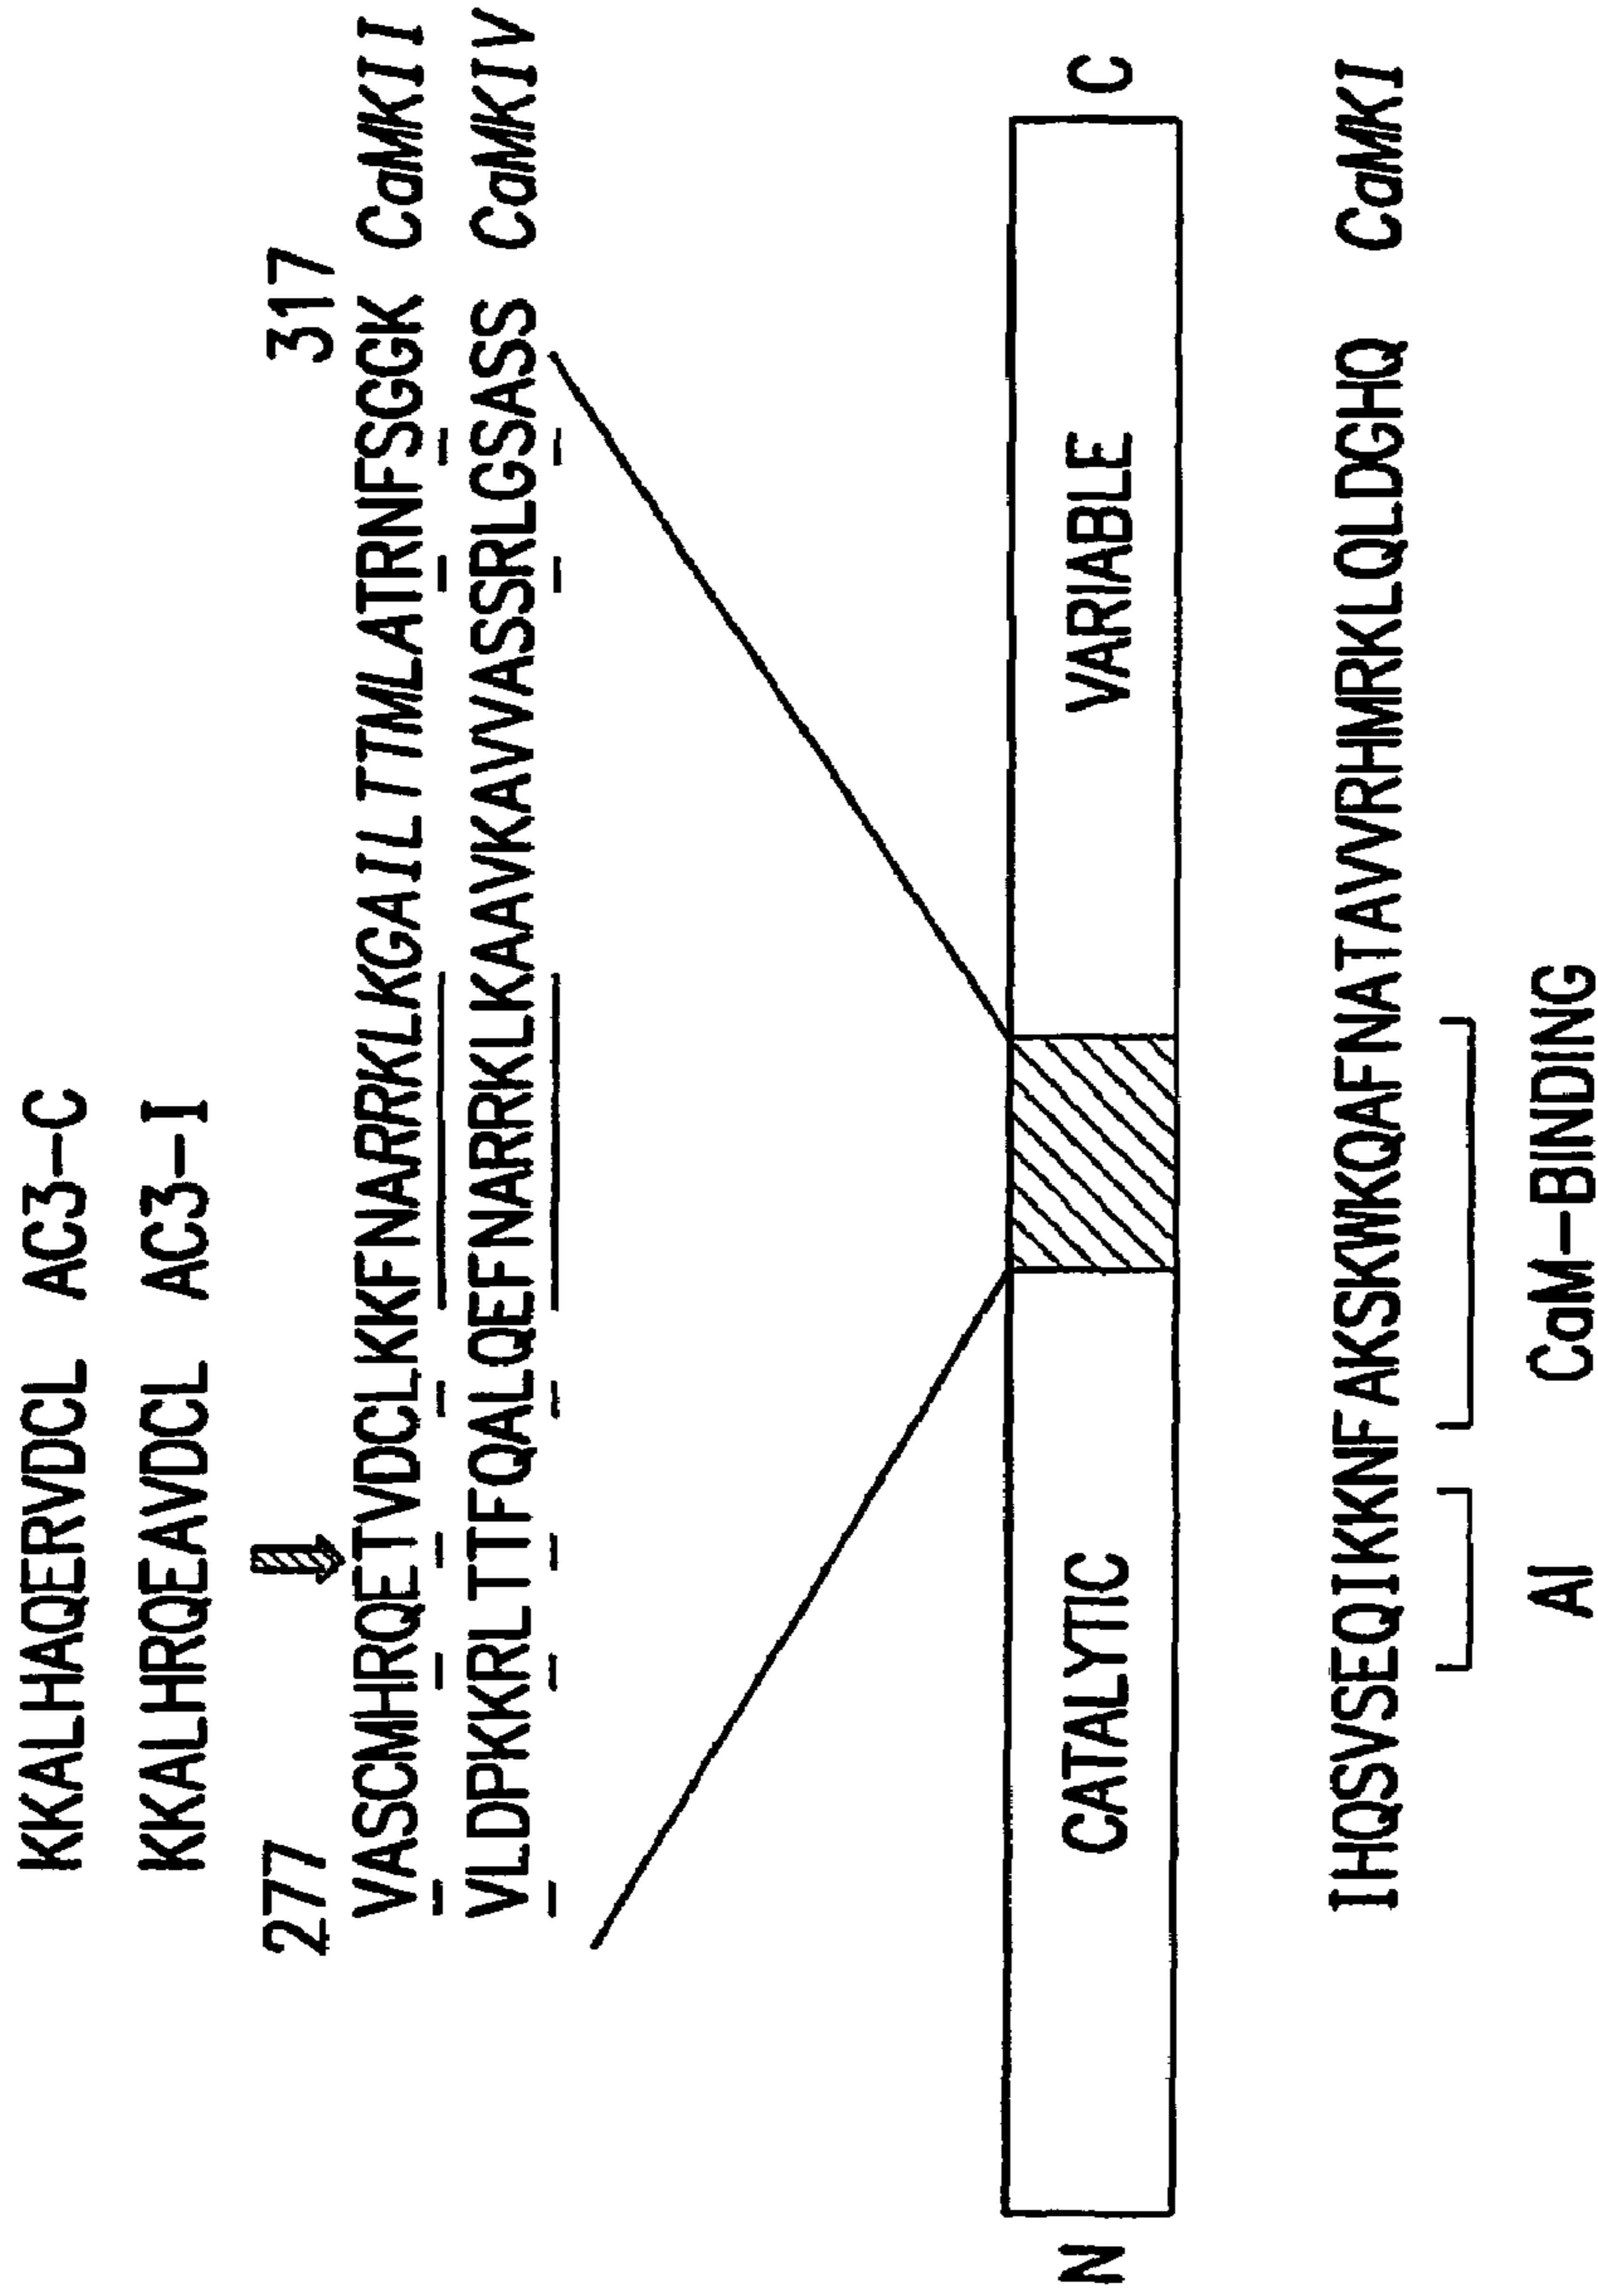 KKALHAQERVDCL AC3-C
KKALHRQEAVDCL AC3-I
277 317
VASCMHRQETVDCLKKFNARRKLKGAILTTMLATRNFSGGK CaMKII
VLDPKKRLTTFQALQEFNARRKLKAAVKAVVASSRLGSASS CaMKIV
N CATALYTIC VARIABLE C
IHQSVSEQIKKNFAKSKWKQAFNATAVVRHMRKLQLDGHQ CaMKI
AI CaM-BINDING